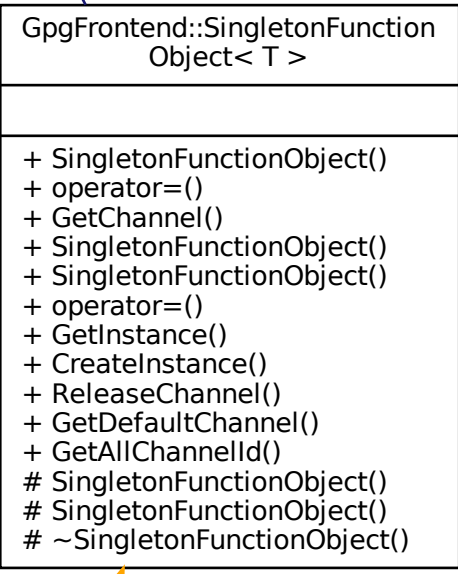 GpgFrontend::SingletonFunction
Object< T >
+ SingletonFunctionObject()
+ operator=()
+ GetChannel()
+ SingletonFunctionObject()
+ SingletonFunctionObject()
+ operator=()
+ GetInstance()
+ CreateInstance()
+ ReleaseChannel()
+ GetDefaultChannel()
+ GetAllChannelId()
# SingletonFunctionObject()
# SingletonFunctionObject()
# ~SingletonFunctionObject()